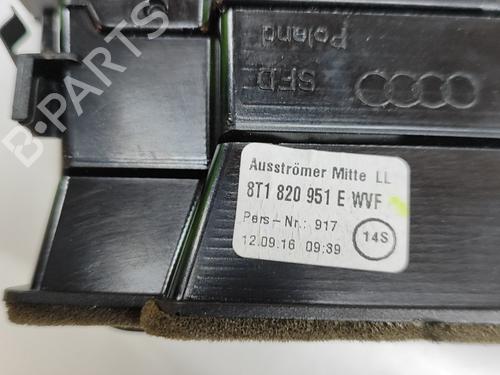 Poland
SFD
Ausströmer Mitte LL
8T1 820 951 E WVF
Pers-Nr.: 917
12.09.16 09:39
14S
B-PARTS